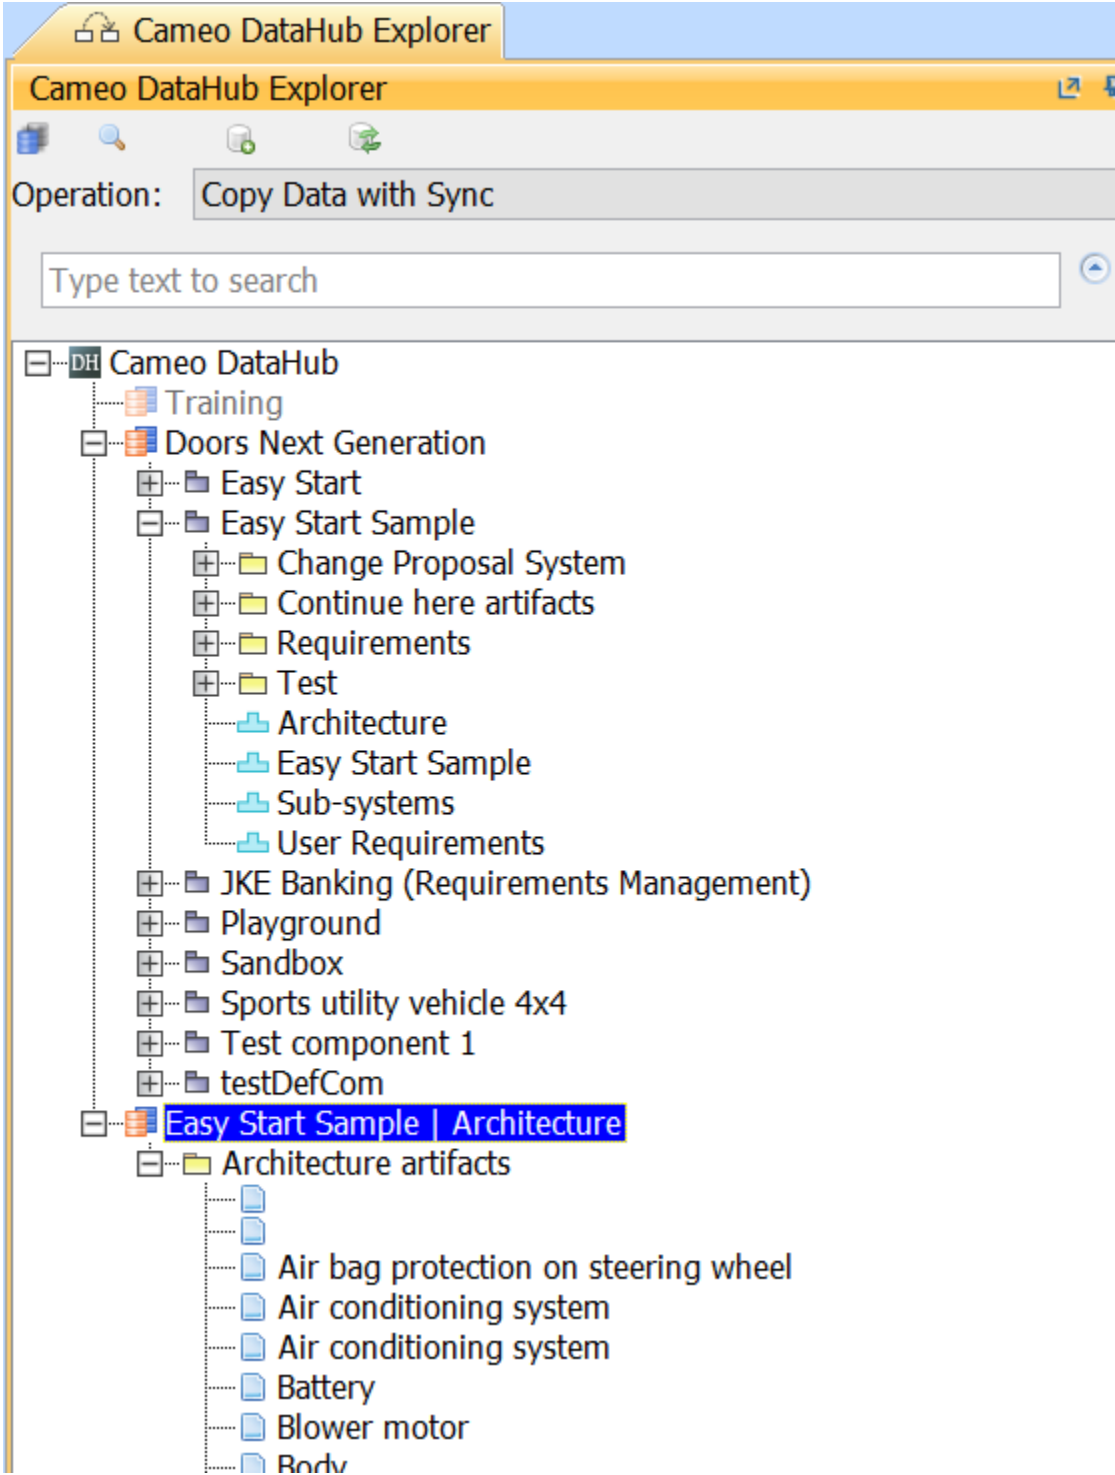 Cameo DataHub Explorer
Cameo DataHub Explorer
Operation: Copy Data with Sync
Type text to search
DH Cameo DataHub
Training
Doors Next Generation
Easy Start
Easy Start Sample
Change Proposal System
Continue here artifacts
Requirements
Test
Architecture
Easy Start Sample
Sub-systems
User Requirements
JKE Banking (Requirements Management)
Playground
Sandbox
Sports utility vehicle 4x4
Test component 1
testDefCom
Easy Start Sample | Architecture
Architecture artifacts
Air bag protection on steering wheel
Air conditioning system
Air conditioning system
Battery
Blower motor
Body